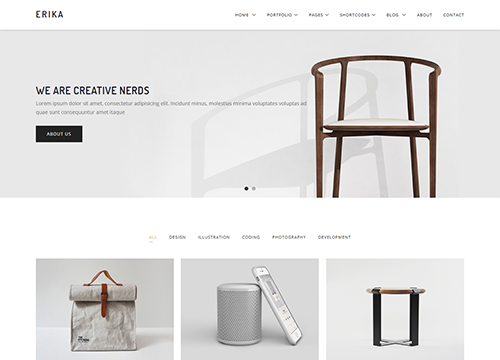 ERIKA
HOME PORTFOLIO PAGES SHORTCODES BLOG ABOUT CONTACT
WE ARE CREATIVE NERDS
Lorem ipsum dolor sit amet, consectetur adipisicing elit. Incidunt minus, molestias minima voluptates voluptas ad
quae sunt consequuntur amet itaque
ABOUT US
ALL DESIGN ILLUSTRATION CODING PHOTOGRAPHY DEVELOPMENT